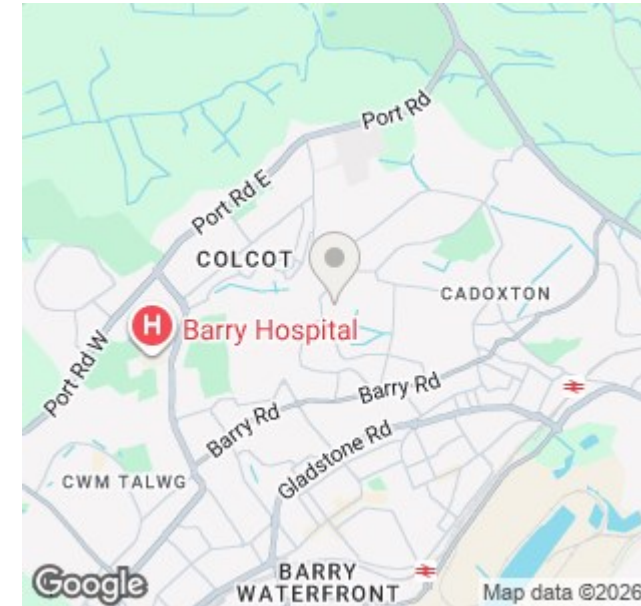 Port Rd
Port Rd E
COLCOT
CADOXTON
H
Barry Hospital
Port Rd W
Barry Rd
Barry Rd
Gladstone Rd
CWM TALWG
BARRY
WATERFRONT
Google
Map data ©2026